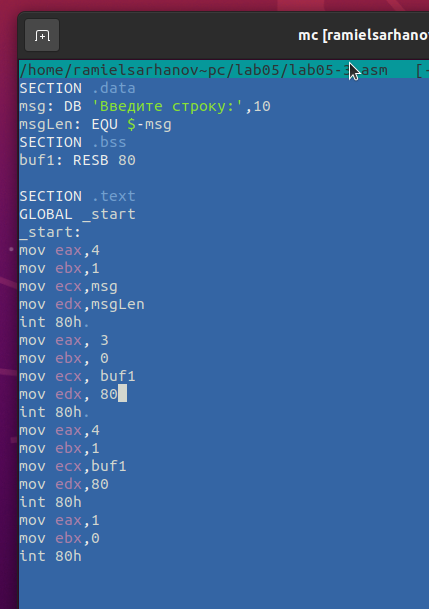 mc [ramielsarhanov
/home/ramielsarhanov~pc/lab05/lab05-3.asm [-
SECTION .data
msg: DB 'Введите строку:',10
msgLen: EQU $-msg
SECTION .bss
buf1: RESB 80
SECTION .text
GLOBAL _start
_start:
mov eax,4
mov ebx,1
mov ecx,msg
mov edx,msgLen
int 80h.
mov eax, 3
mov ebx, 0
mov ecx, buf1
mov edx, 80
int 80h.
mov eax,4
mov ebx,1
mov ecx,buf1
mov edx,80
int 80h
mov eax,1
mov ebx,0
int 80h